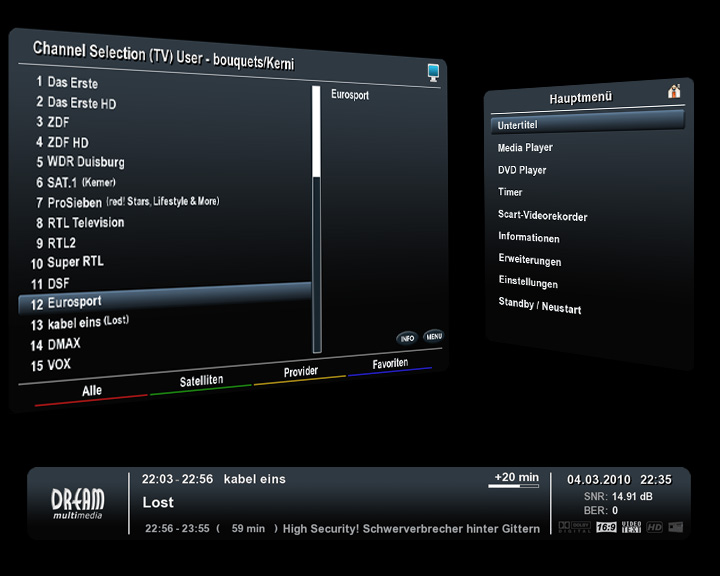 Channel Selection (TV) User - bouquets/Kerni
1 Das Erste
2 Das Erste HD
3 ZDF
4 ZDF HD
5 WDR Duisburg
6 SAT.1 (Kerner)
7 ProSieben (red! Stars, Lifestyle & More)
8 RTL Television
9 RTL2
10 Super RTL
11 DSF
12 Eurosport
13 kabel eins (Lost)
14 DMAX
15 VOX
Eurosport
INFO MENU
Alle Satelliten Provider Favoriten
Hauptmenü
Untertitel
Media Player
DVD Player
Timer
Scart-Videorekorder
Informationen
Erweiterungen
Einstellungen
Standby / Neustart
DREAM
multimedia
22:03 - 22:56 kabel eins +20 min
Lost
22:56 - 23:55 ( 59 min ) High Security! Schwerverbrecher hinter Gittern
04.03.2010 22:35
SNR: 14.91 dB
BER: 0
DOLBY DIGITAL 16:9 VIDEO TEXT HD